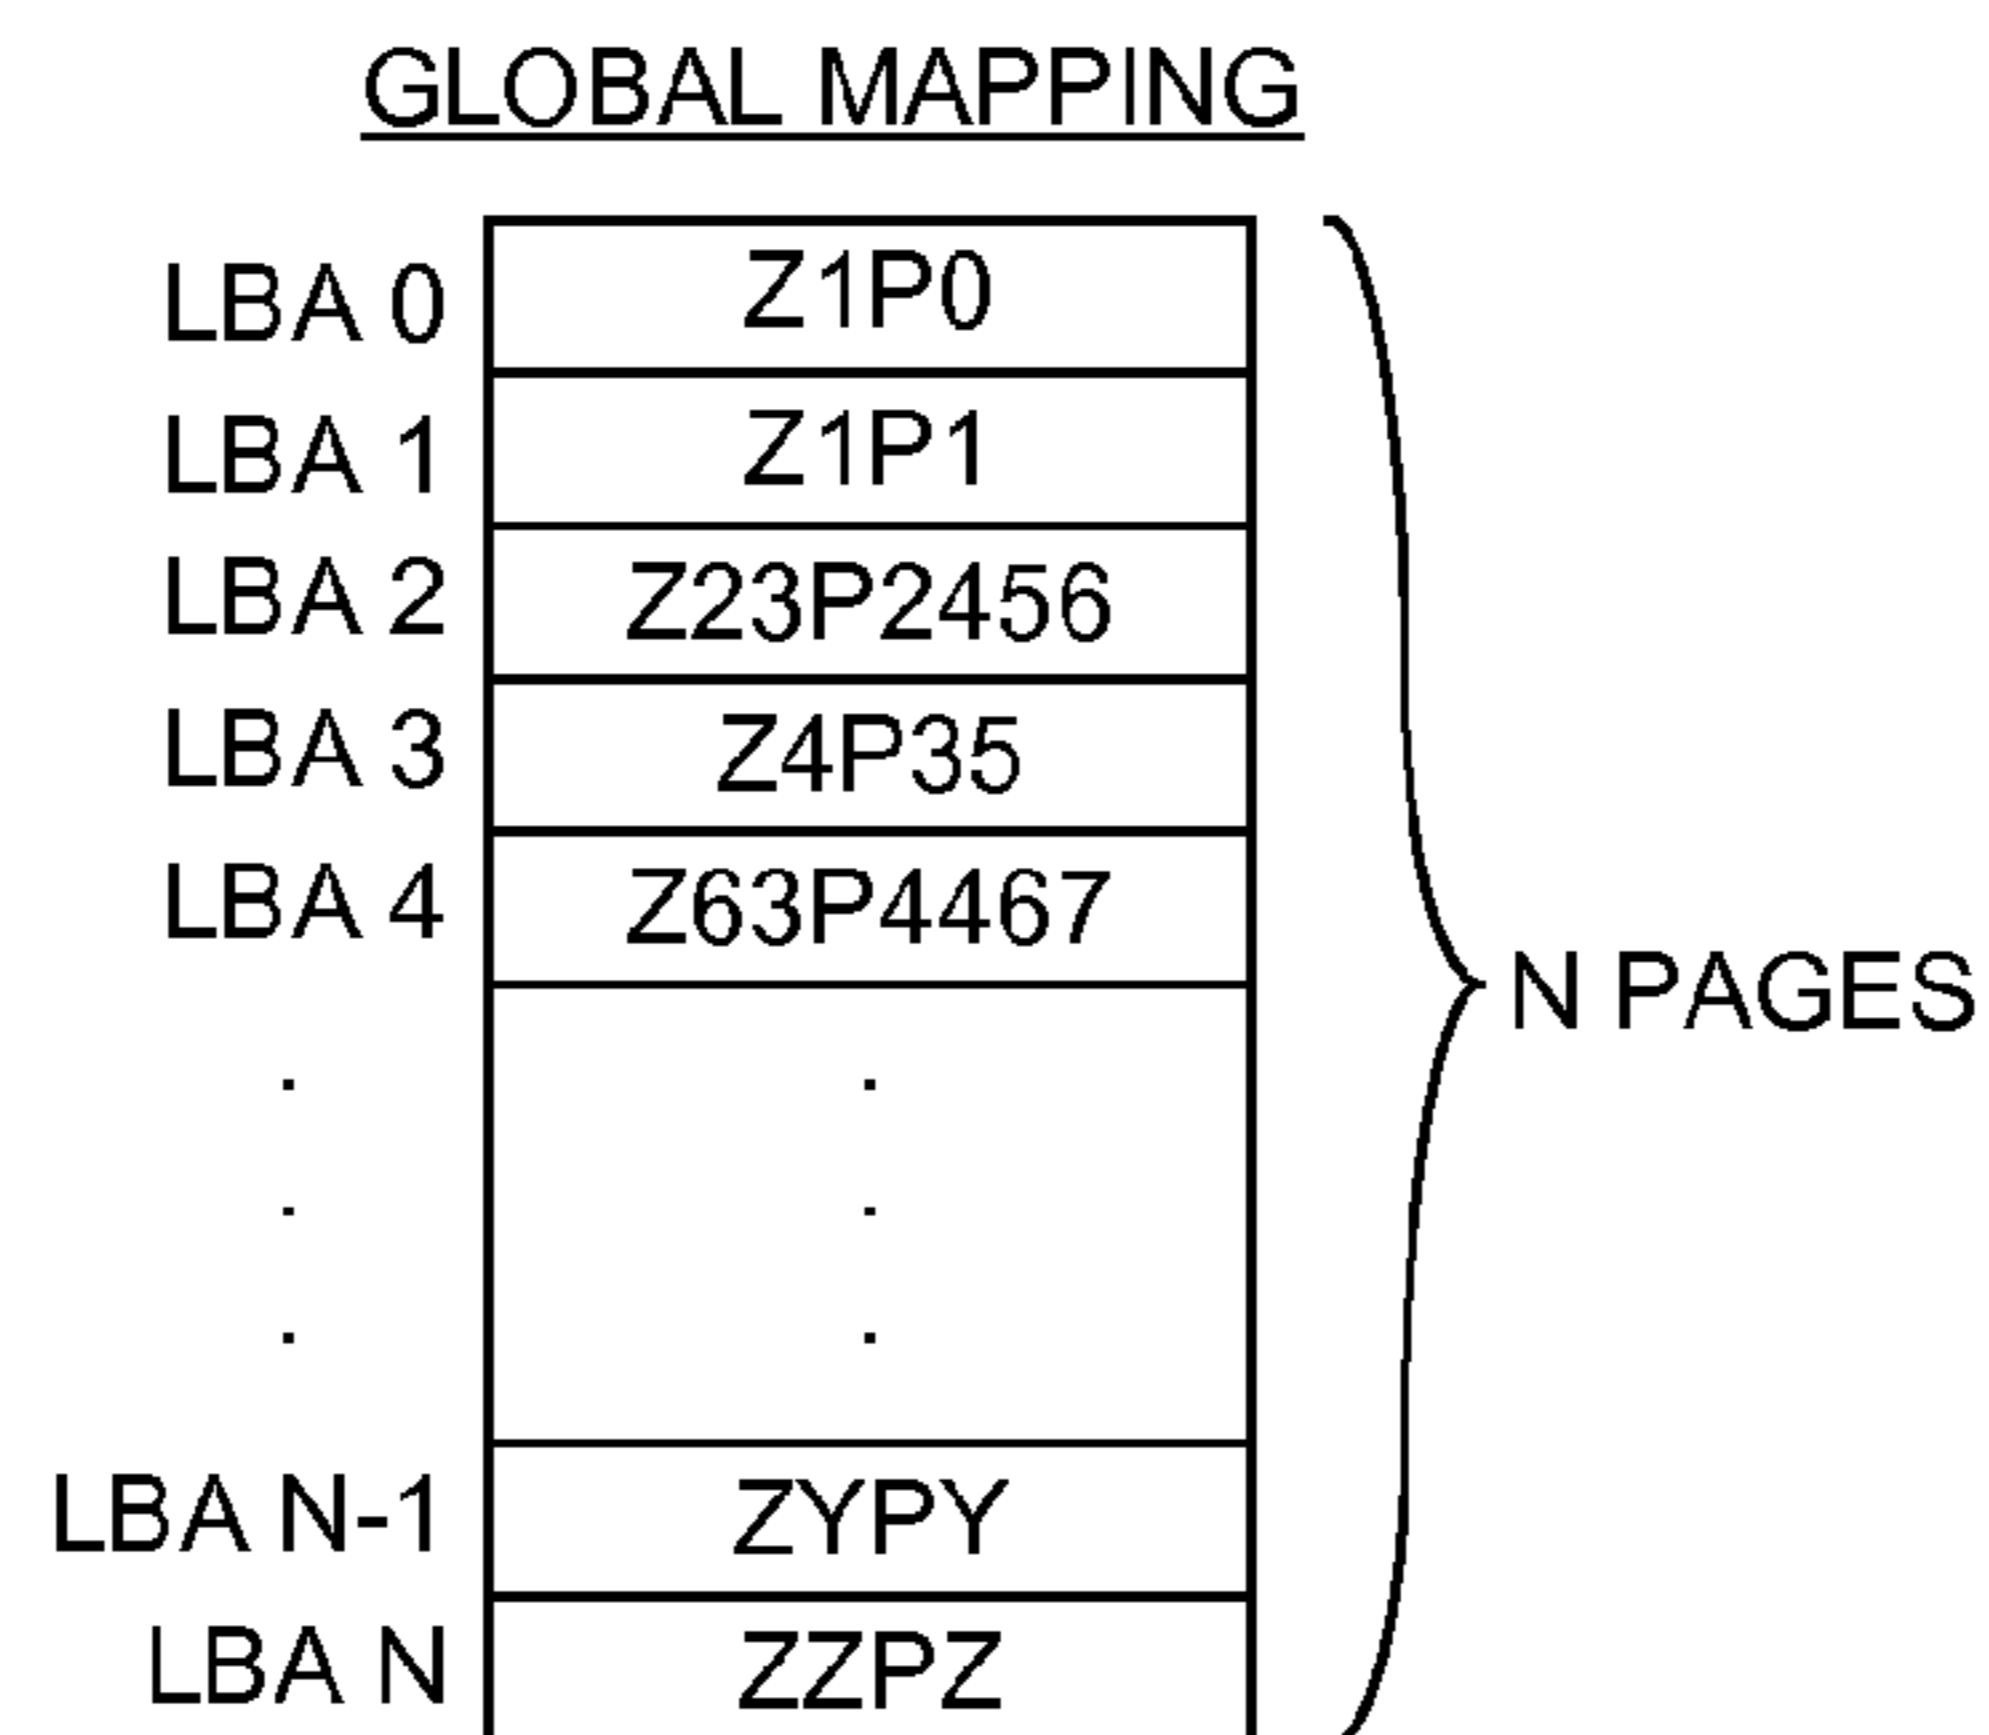 GLOBAL MAPPING
LBA 0 Z1P0
LBA 1 Z1P1
LBA 2 Z23P2456
LBA 3 Z4P35
LBA 4 Z63P4467
N PAGES
. .
. .
. .
LBA N-1 ZYPY
LBA N ZZPZ